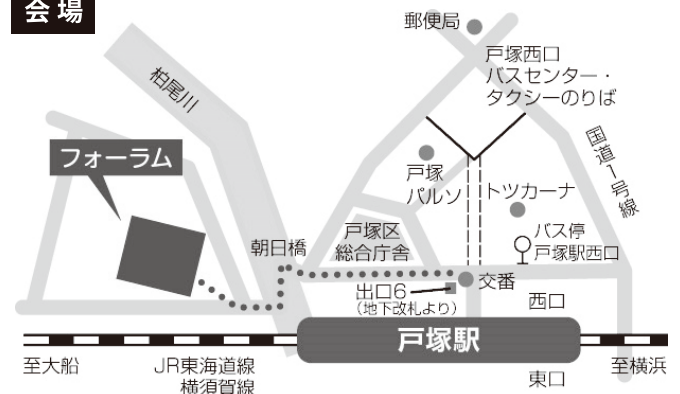 会場
郵便局
戸塚西口
バスセンター・
タクシーのりば
柏尾川
国道1号線
フォーラム
戸塚
パルソ
トツカーナ
戸塚区
総合庁舎
バス停
戸塚駅西口
朝日橋
交番
出口6
(地下改札より)
西口
戸塚駅
至大船
JR東海道線
横須賀線
東口
至横浜